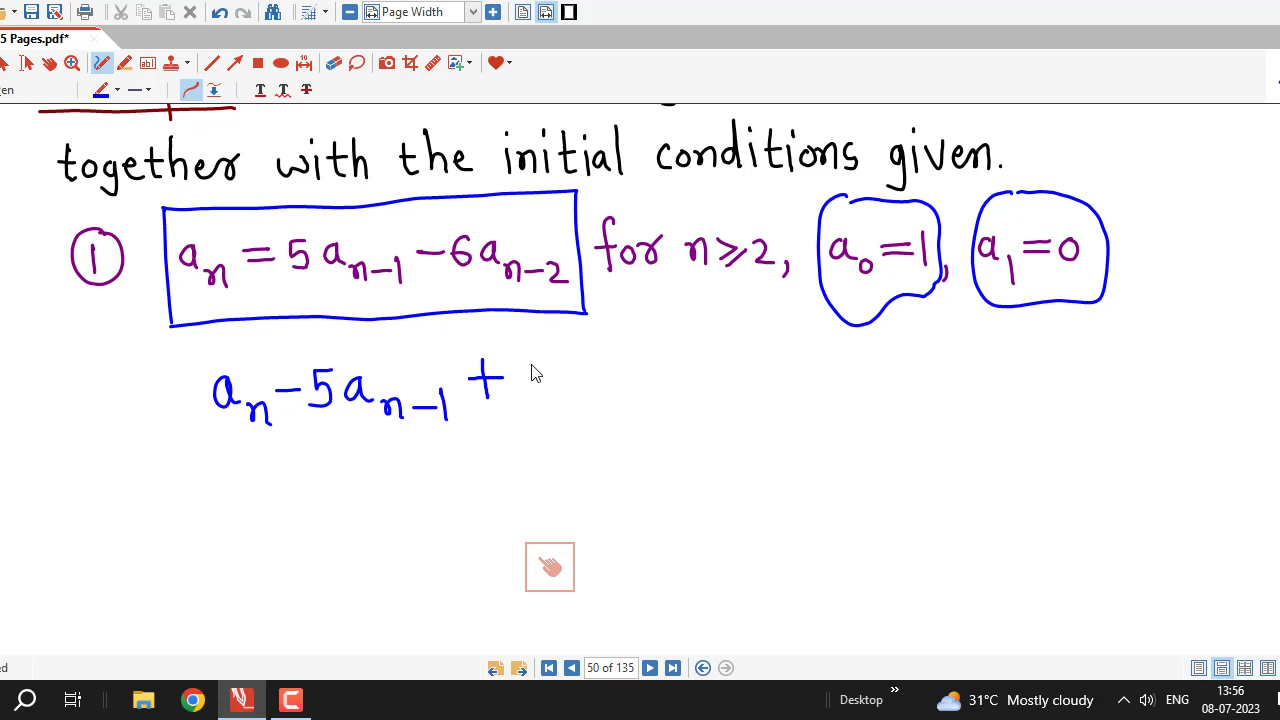 Page Width
5 Pages.pdf*
together with the initial conditions given.
① aₙ = 5aₙ₋₁ − 6aₙ₋₂ for n ⩾ 2, a₀ = 1, a₁ = 0
aₙ − 5aₙ₋₁ +
50 of 135
Desktop » 31°C Mostly cloudy ENG 13:56
08-07-2023